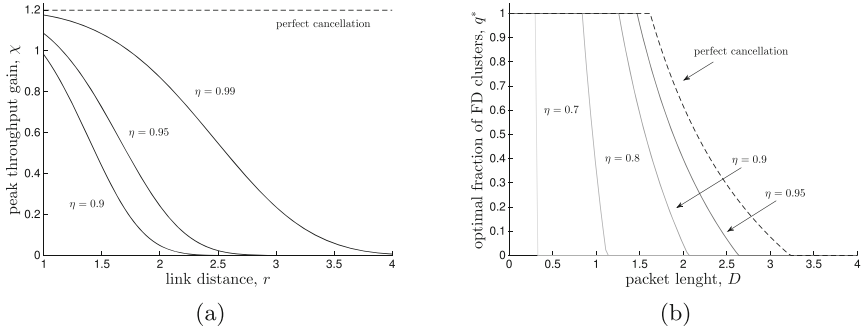 1.2
1
0.8
0.6
0.4
0.2
0
1
1.5
2
2.5
3
3.5
4
peak throughput gain, χ
link distance, r
perfect cancellation
η = 0.99
η = 0.95
η = 0.9
(a)
1
0.9
0.8
0.7
0.6
0.5
0.4
0.3
0.2
0.1
0
0
0.5
1
1.5
2
2.5
3
3.5
4
optimal fraction of FD clusters, q*
packet lenght, D
perfect cancellation
η = 0.7
η = 0.8
η = 0.9
η = 0.95
(b)